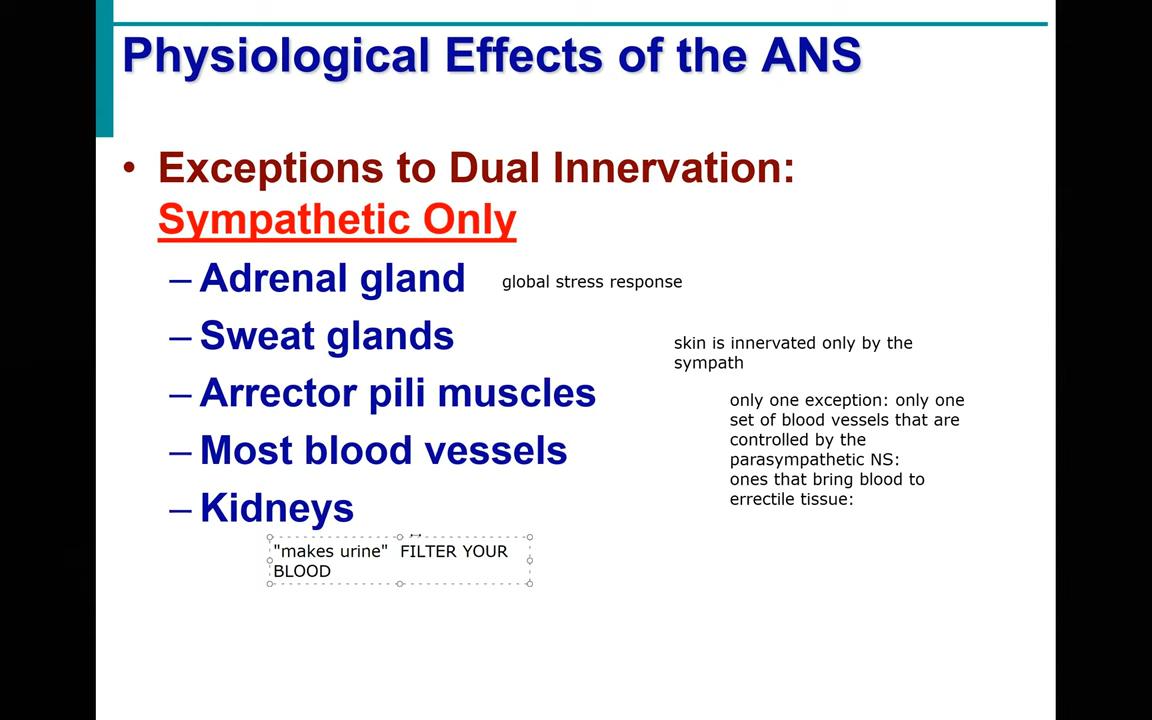 Physiological Effects of the ANS
• Exceptions to Dual Innervation:
Sympathetic Only
– Adrenal gland
global stress response
– Sweat glands
skin is innervated only by the
sympath
– Arrector pili muscles
only one exception: only one
set of blood vessels that are
controlled by the
parasympathetic NS:
ones that bring blood to
errectile tissue:
– Most blood vessels
– Kidneys
"makes urine" FILTER YOUR
BLOOD